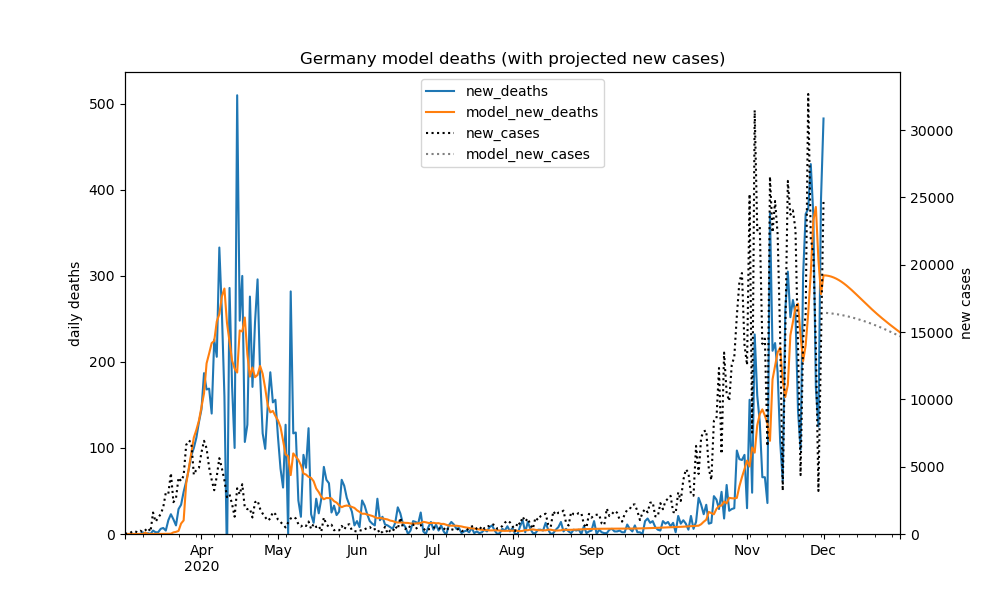 Germany model deaths (with projected new cases)
new_deaths
model_new_deaths
new_cases
model_new_cases
daily deaths
500
400
300
200
100
0
new cases
30000
25000
20000
15000
10000
5000
0
Apr
2020
May
Jun
Jul
Aug
Sep
Oct
Nov
Dec